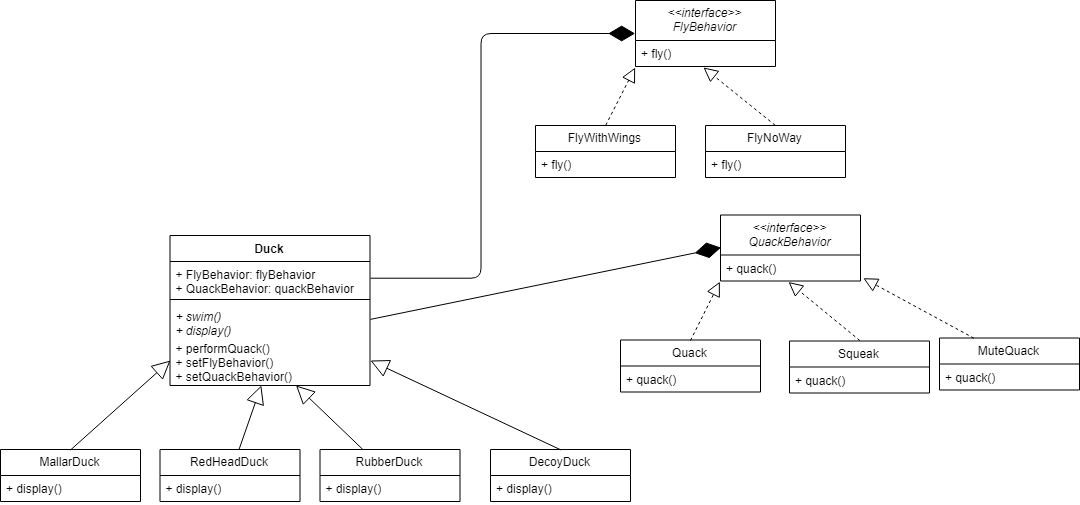 <<interface>>
FlyBehavior
+ fly()
FlyWithWings
+ fly()
FlyNoWay
+ fly()
<<interface>>
QuackBehavior
+ quack()
Duck
+ FlyBehavior: flyBehavior
+ QuackBehavior: quackBehavior
+ swim()
+ display()
+ performQuack()
+ setFlyBehavior()
+ setQuackBehavior()
Quack
+ quack()
Squeak
+ quack()
MuteQuack
+ quack()
MallarDuck
+ display()
RedHeadDuck
+ display()
RubberDuck
+ display()
DecoyDuck
+ display()